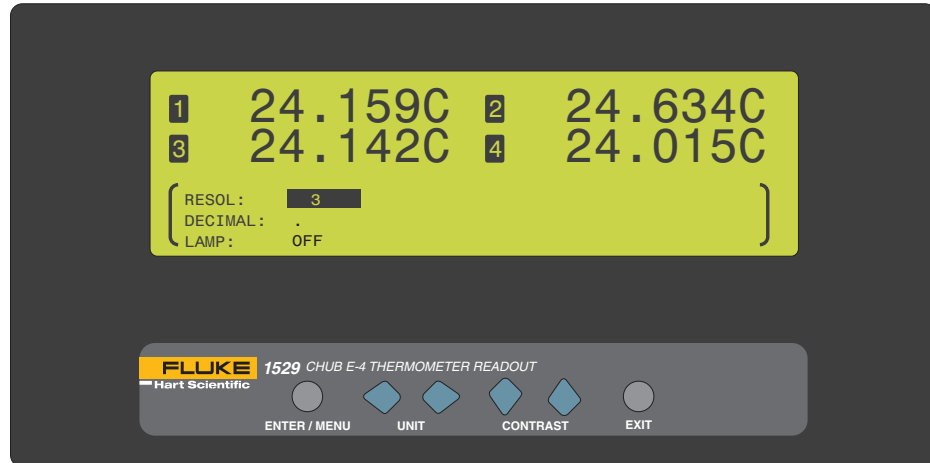 1 24.159C 2 24.634C
3 24.142C 4 24.015C
RESOL: 3
DECIMAL: .
LAMP: OFF
FLUKE
Hart Scientific
1529 CHUB E-4 THERMOMETER READOUT
ENTER / MENU UNIT CONTRAST EXIT